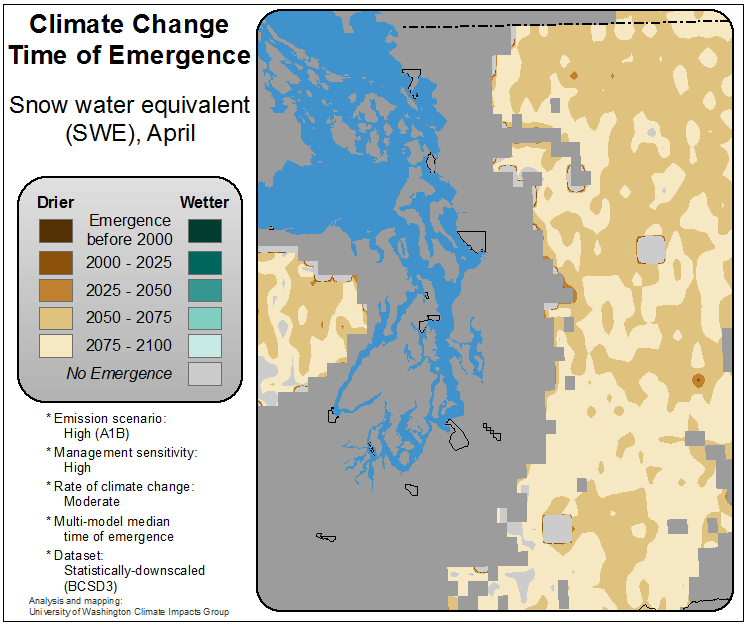 Climate Change
Time of Emergence
Snow water equivalent
(SWE), April
Drier
Wetter
Emergence
before 2000
2000 - 2025
2025 - 2050
2050 - 2075
2075 - 2100
No Emergence
* Emission scenario:
High (A1B)
* Management sensitivity:
High
* Rate of climate change:
Moderate
* Multi-model median
time of emergence
* Dataset:
Statistically-downscaled
(BCSD3)
Analysis and mapping:
University of Washington Climate Impacts Group